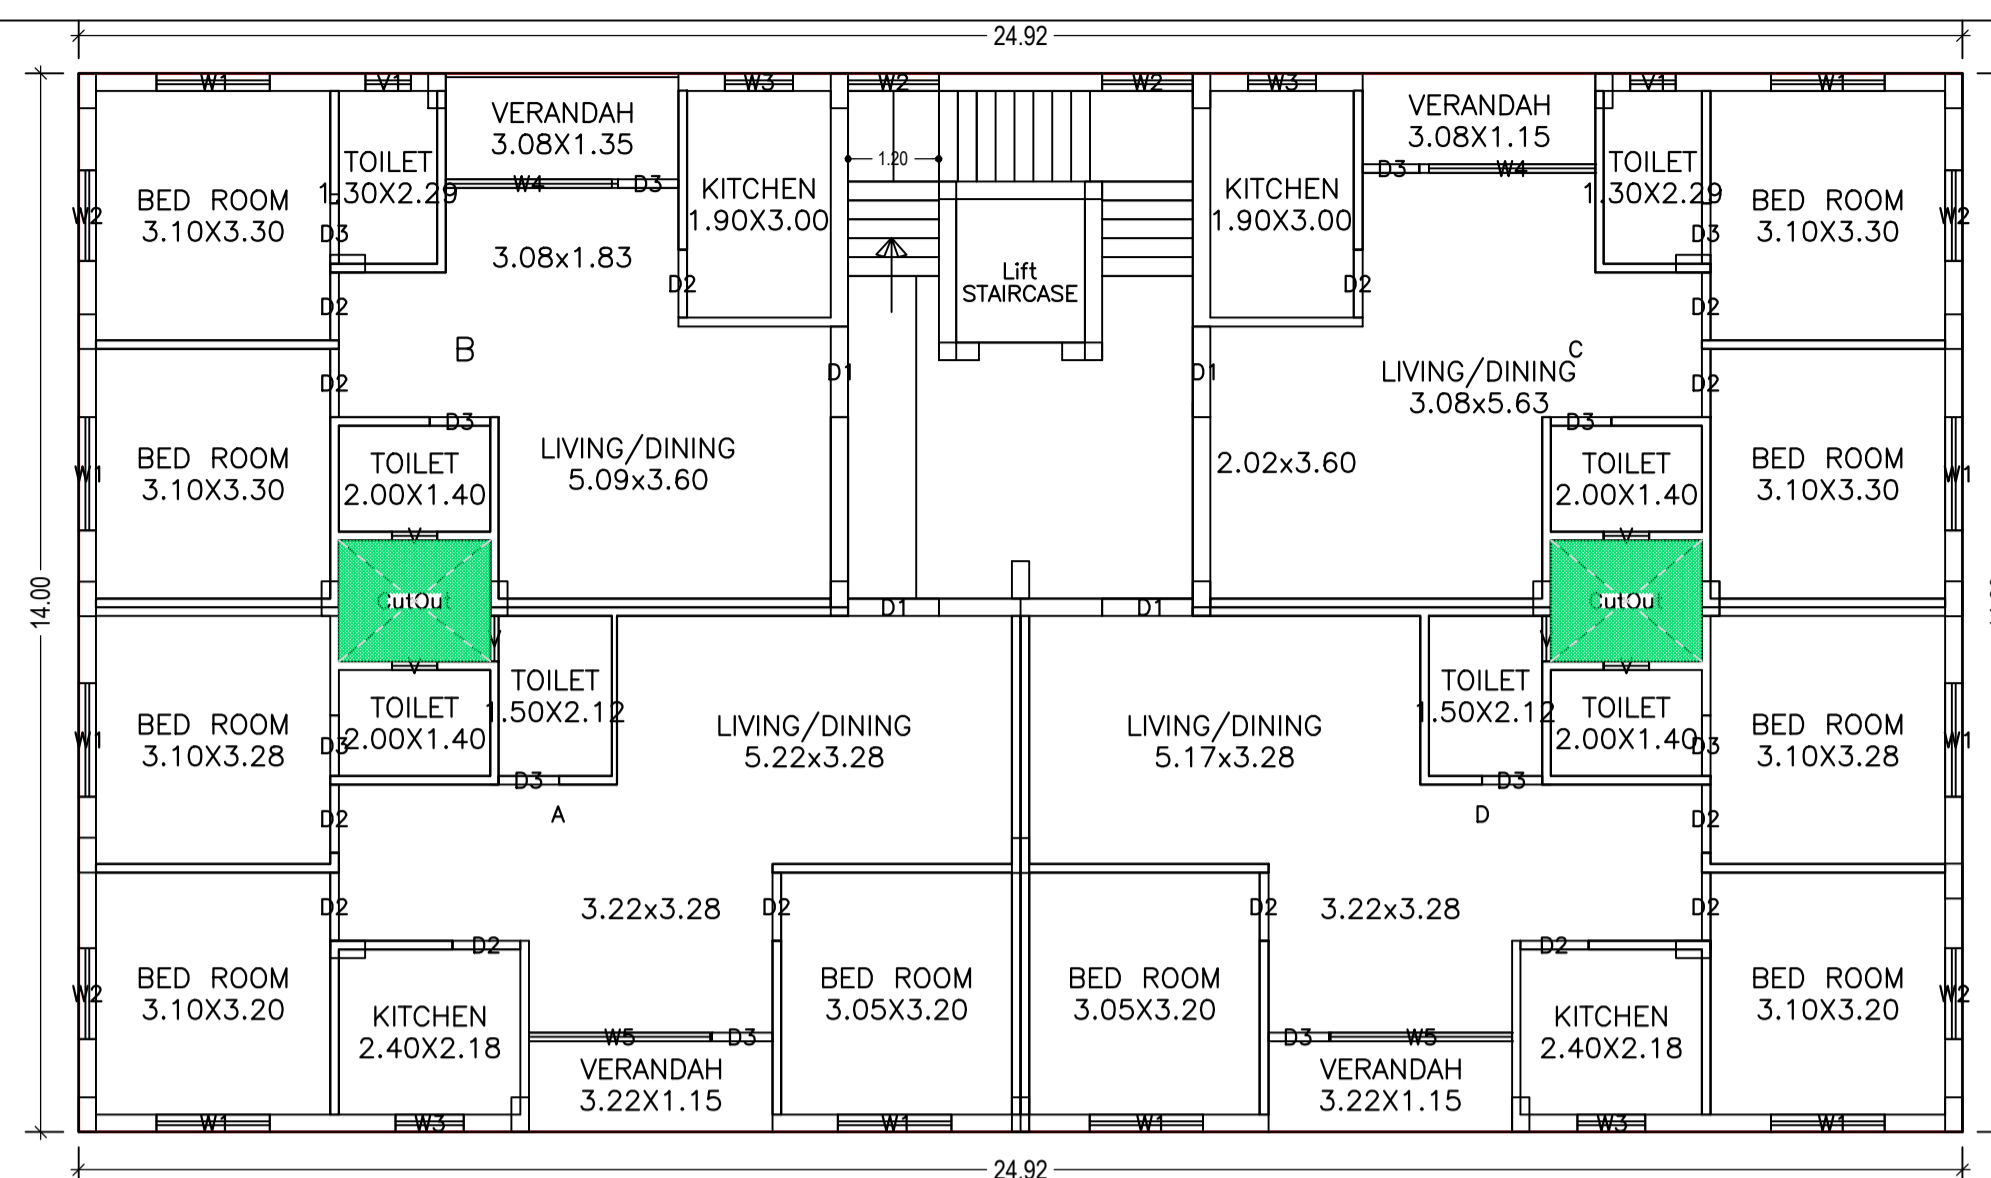 24.92
W1
V1
W3
W2
W2
W3
V1
W1
VERANDAH
3.08X1.35
VERANDAH
3.08X1.15
TOILET
1.30X2.29
1.20
D3
W4
TOILET
1.30X2.29
W4
D3
BED ROOM
3.10X3.30
KITCHEN
1.90X3.00
KITCHEN
1.90X3.00
BED ROOM
3.10X3.30
W2
W2
D3
D3
3.08x1.83
Lift
STAIRCASE
D2
D2
D2
D2
B
C
D1
D1
LIVING/DINING
3.08x5.63
D2
D2
D3
D3
LIVING/DINING
5.09x3.60
2.02x3.60
BED ROOM
3.10X3.30
TOILET
2.00X1.40
TOILET
2.00X1.40
BED ROOM
3.10X3.30
W1
W1
V
V
14.00
CutOut
D1
D1
CutOut
V
V
V
V
TOILET
1.50X2.12
TOILET
1.50X2.12
BED ROOM
3.10X3.28
TOILET
2.00X1.40
LIVING/DINING
5.22x3.28
LIVING/DINING
5.17x3.28
TOILET
2.00X1.40
BED ROOM
3.10X3.28
W1
D3
D3
W1
D3
D3
A
D
D2
D2
D2
3.22x3.28
D2
D2
3.22x3.28
D2
D2
D2
BED ROOM
3.10X3.20
BED ROOM
3.05X3.20
BED ROOM
3.05X3.20
BED ROOM
3.10X3.20
W2
W2
KITCHEN
2.40X2.18
KITCHEN
2.40X2.18
W5
D3
D3
W5
VERANDAH
3.22X1.15
VERANDAH
3.22X1.15
W1
W3
W1
W1
W3
W1
24.92